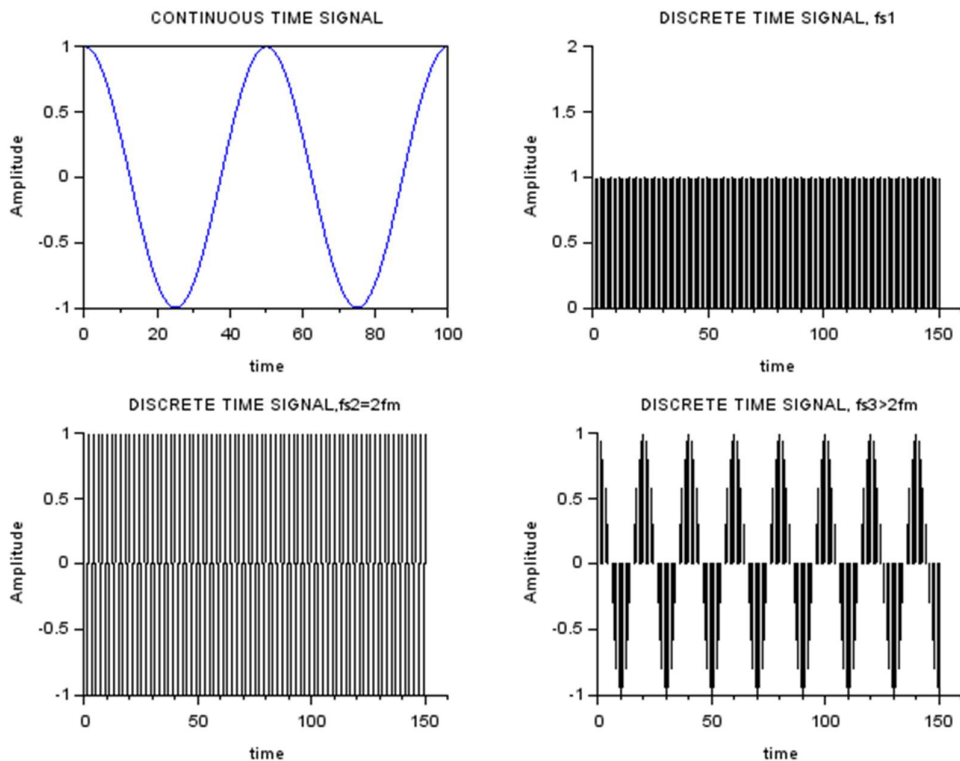 CONTINUOUS TIME SIGNAL
1
0.5
0
-0.5
-1
Amplitude
0 20 40 60 80 100
time
DISCRETE TIME SIGNAL, fs1
2
1.5
1
0.5
0
Amplitude
0 50 100 150
time
DISCRETE TIME SIGNAL,fs2=2fm
1
0.5
0
-0.5
-1
Amplitude
0 50 100 150
time
DISCRETE TIME SIGNAL, fs3>2fm
1
0.5
0
-0.5
-1
Amplitude
0 50 100 150
time